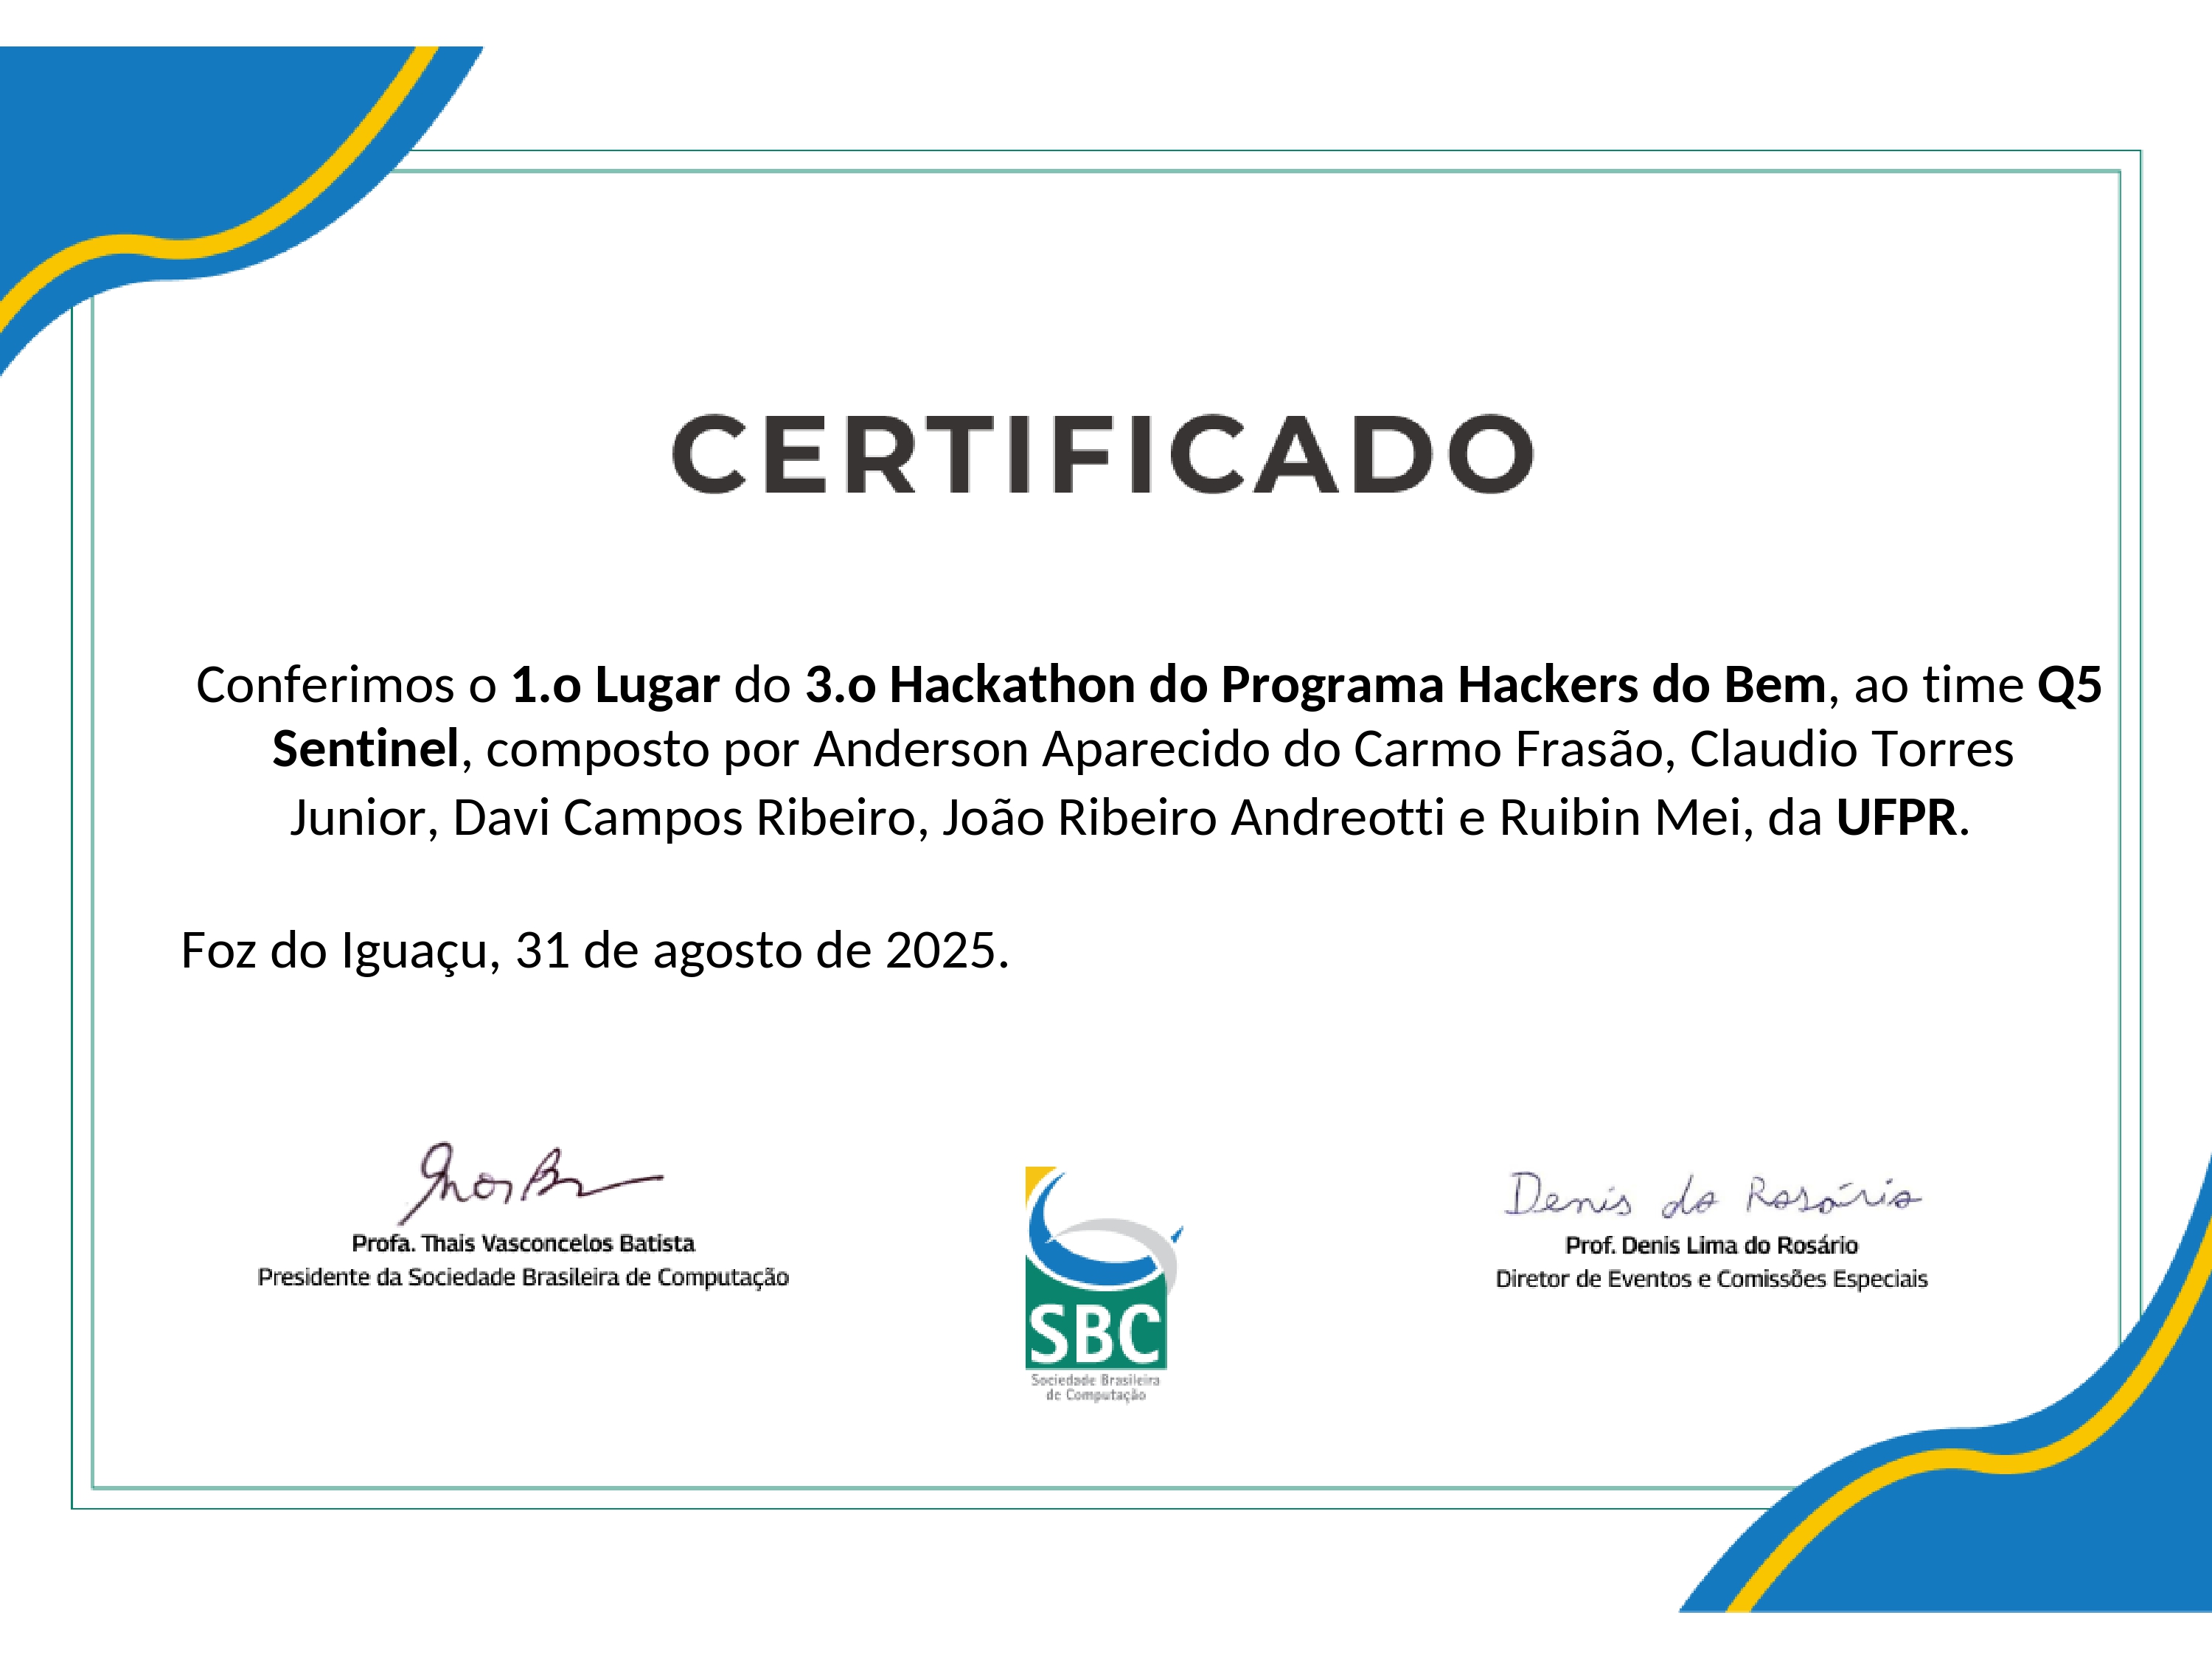 CERTIFICADO
Conferimos o 1.o Lugar do 3.o Hackathon do Programa Hackers do Bem, ao time Q5
Sentinel, composto por Anderson Aparecido do Carmo Frasão, Claudio Torres
Junior, Davi Campos Ribeiro, João Ribeiro Andreotti e Ruibin Mei, da UFPR.
Foz do Iguaçu, 31 de agosto de 2025.
Denis do Rosário
Profa. Thais Vasconcelos Batista
Presidente da Sociedade Brasileira de Computação
Prof. Denis Lima do Rosário
Diretor de Eventos e Comissões Especiais
SBC
Sociedade Brasileira
de Computação